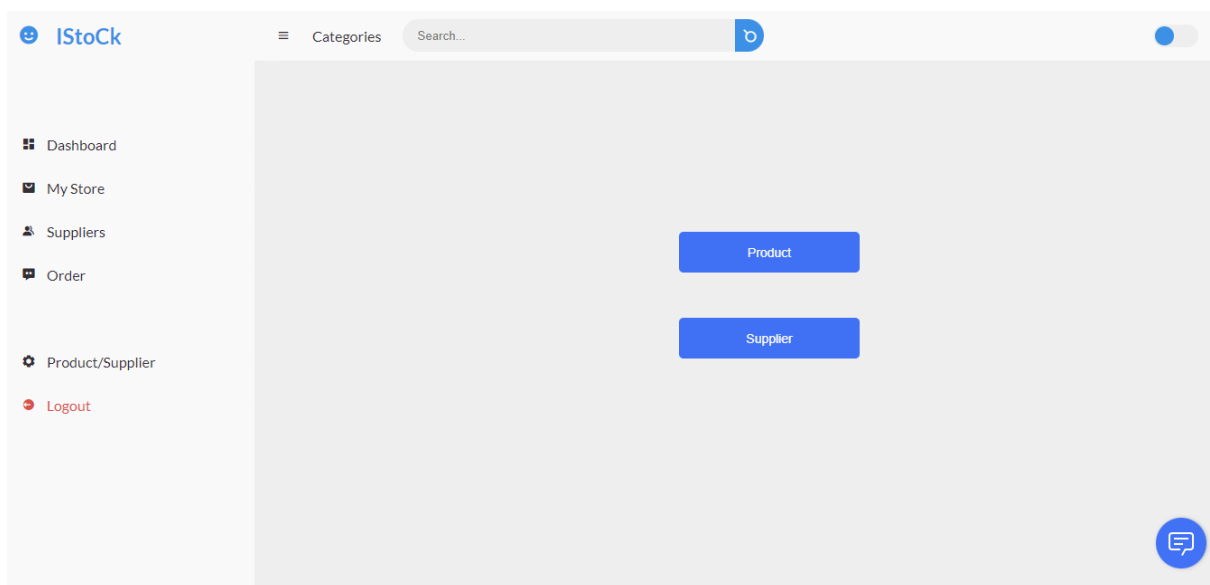 IStoCk
Categories
Search...
Dashboard
My Store
Suppliers
Order
Product/Supplier
Logout
Product
Supplier